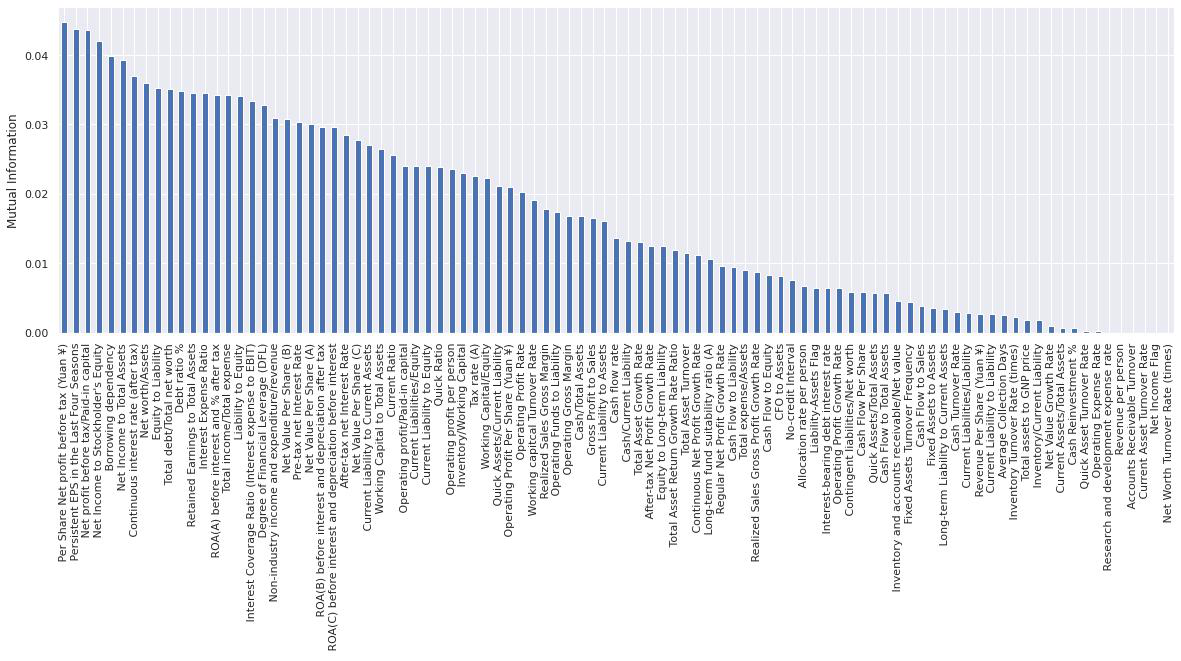 0.04
0.03
0.02
0.01
0.00
Mutual Information
Per Share Net profit before tax (Yuan ¥)
Persistent EPS in the Last Four Seasons
Net profit before tax/Paid-in capital
Net Income to Stockholder's Equity
Borrowing dependency
Net Income to Total Assets
Continuous interest rate (after tax)
Net worth/Assets
Equity to Liability
Total debt/Total net worth
Debt ratio %
Retained Earnings to Total Assets
Interest Expense Ratio
ROA(A) before interest and % after tax
Total income/Total expense
Liability to Equity
Interest Coverage Ratio (Interest expense to EBIT)
Degree of Financial Leverage (DFL)
Non-industry income and expenditure/revenue
Net Value Per Share (B)
Pre-tax net Interest Rate
Net Value Per Share (A)
ROA(B) before interest and depreciation after tax
ROA(C) before interest and depreciation before interest
After-tax net Interest Rate
Net Value Per Share (C)
Current Liability to Current Assets
Working Capital to Total Assets
Current Ratio
Operating profit/Paid-in capital
Current Liabilities/Equity
Current Liability to Equity
Quick Ratio
Operating profit per person
Inventory/Working Capital
Tax rate (A)
Working Capital/Equity
Quick Assets/Current Liability
Operating Profit Per Share (Yuan ¥)
Operating Profit Rate
Working capitcal Turnover Rate
Realized Sales Gross Margin
Operating Funds to Liability
Operating Gross Margin
Cash/Total Assets
Gross Profit to Sales
Current Liability to Assets
Cash flow rate
Cash/Current Liability
Total Asset Growth Rate
After-tax Net Profit Growth Rate
Equity to Long-term Liability
Total Asset Return Growth Rate Ratio
Total Asset Turnover
Continuous Net Profit Growth Rate
Long-term fund suitability ratio (A)
Regular Net Profit Growth Rate
Cash Flow to Liability
Total expense/Assets
Realized Sales Gross Profit Growth Rate
Cash Flow to Equity
CFO to Assets
No-credit Interval
Allocation rate per person
Liability-Assets Flag
Interest-bearing debt interest rate
Operating Profit Growth Rate
Contingent liabilities/Net worth
Cash Flow Per Share
Quick Assets/Total Assets
Cash Flow to Total Assets
Inventory and accounts receivable/Net value
Fixed Assets Turnover Frequency
Cash Flow to Sales
Fixed Assets to Assets
Long-term Liability to Current Assets
Cash Turnover Rate
Current Liabilities/Liability
Revenue Per Share (Yuan ¥)
Current Liability to Liability
Average Collection Days
Inventory Turnover Rate (times)
Total assets to GNP price
Inventory/Current Liability
Net Value Growth Rate
Current Assets/Total Assets
Cash Reinvestment %
Quick Asset Turnover Rate
Operating Expense Rate
Research and development expense rate
Revenue per person
Accounts Receivable Turnover
Current Asset Turnover Rate
Net Income Flag
Net Worth Turnover Rate (times)